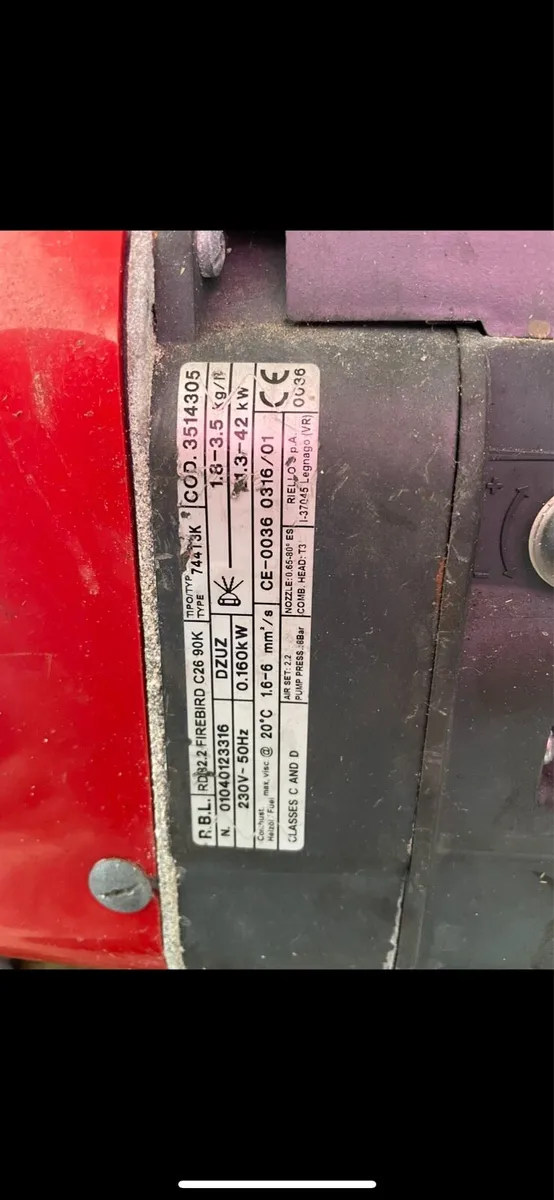 R.B.L. RDB2.2 FIREBIRD C26 90K TIPO/TYP TYPE 744T3K COD. 3514305
N. 01040123316 DZUZ 1.8-3.5 kg/h
230V~50Hz 0.160kW 42 kW
Heizöl / Fuel max. visc. @ 20°C 1.6-6 mm²/s CE-0036 0316/01 CE 0036
CLASSES C AND D
AIR SET: 2.2
PUMP PRESS.:8Bar
NOZZLE:0.65-80° ES
COMB. HEAD: T3
RIELLO S.p.A.
I-37045 Legnago (VR)
+